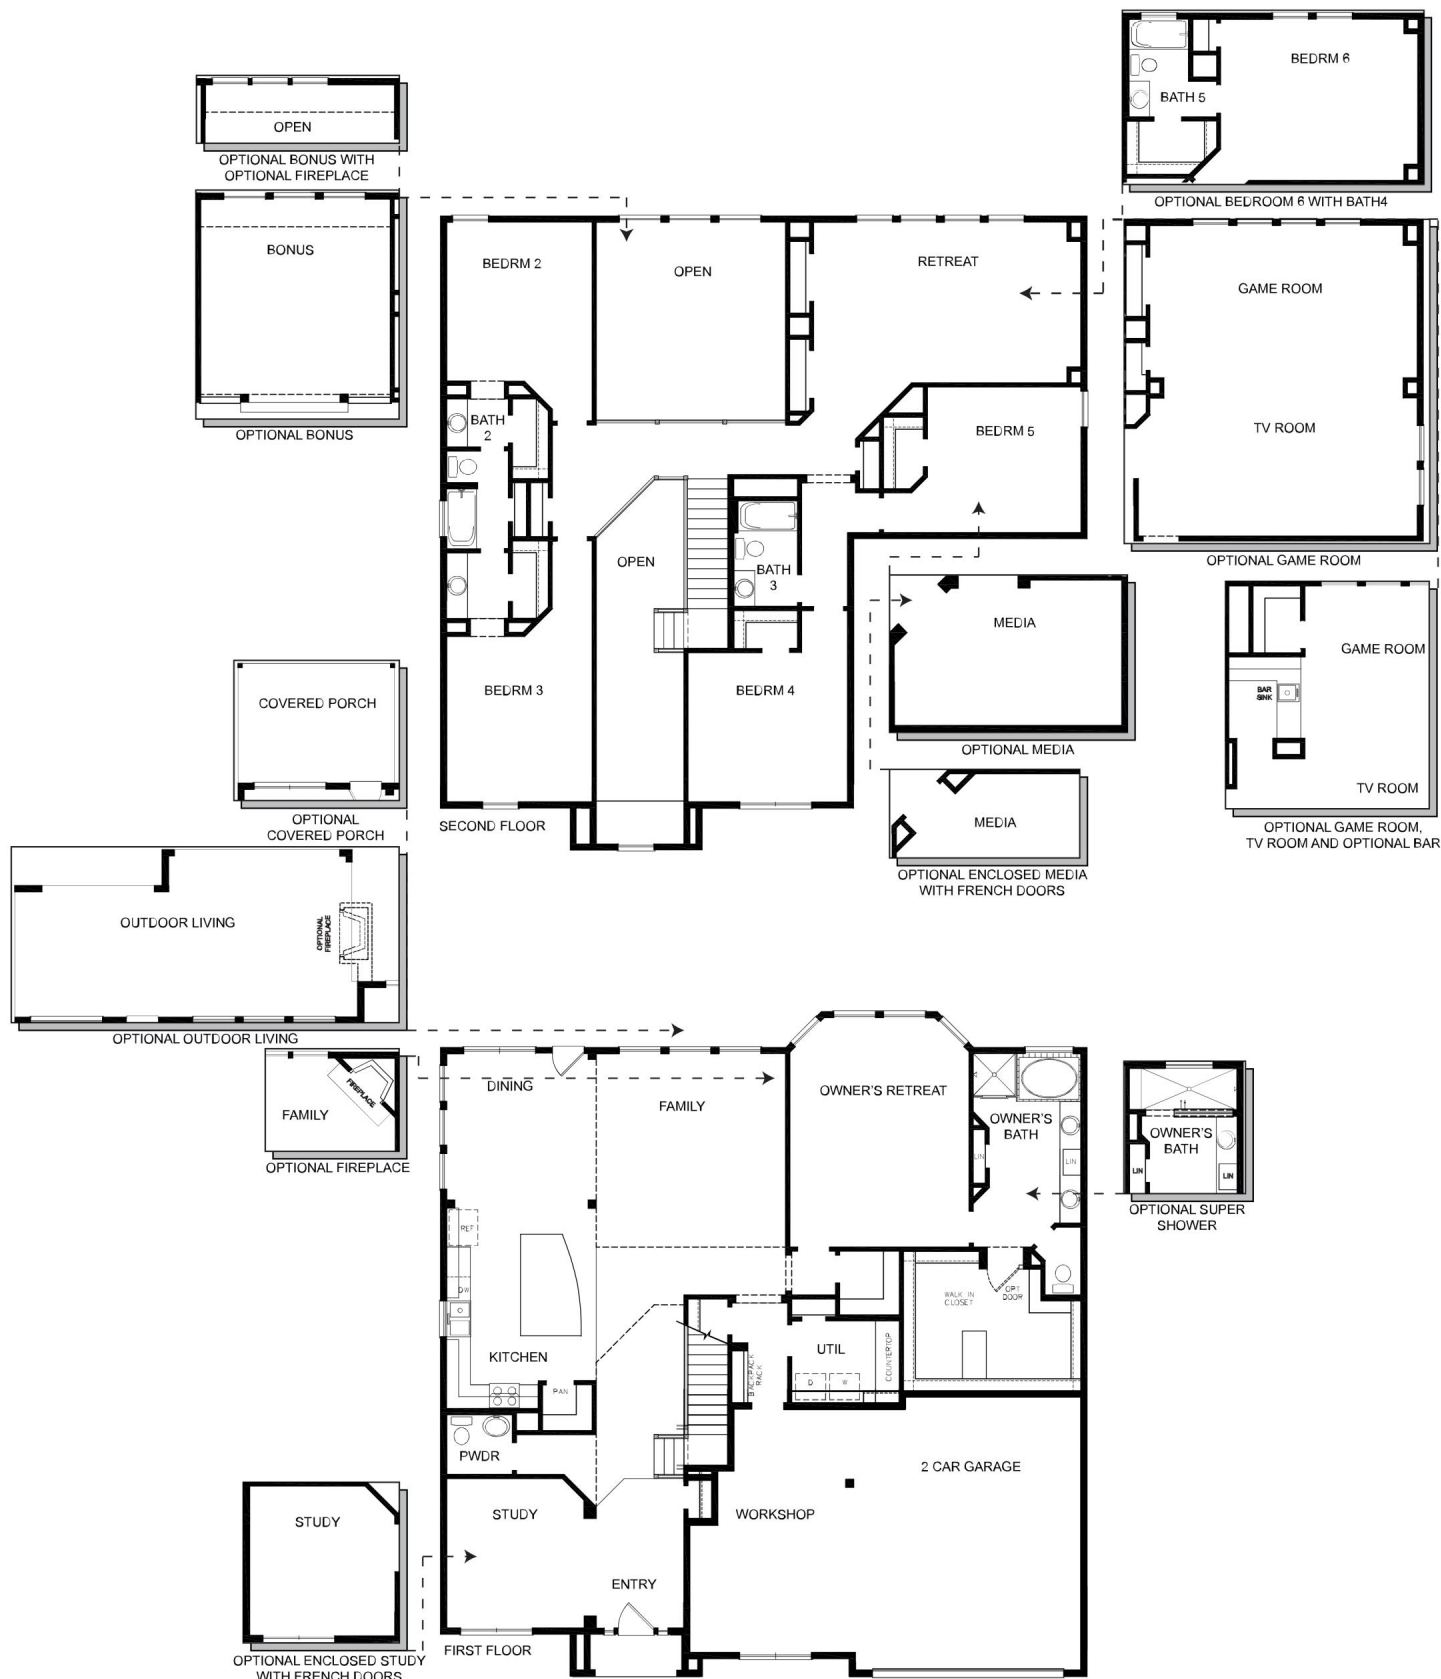 OPEN
OPTIONAL BONUS WITH
OPTIONAL FIREPLACE
BONUS
OPTIONAL BONUS
BEDRM 6
BATH 5
OPTIONAL BEDROOM 6 WITH BATH4
GAME ROOM
TV ROOM
OPTIONAL GAME ROOM
BEDRM 2
OPEN
RETREAT
BATH
2
BEDRM 5
OPEN
BATH
3
BEDRM 3
BEDRM 4
SECOND FLOOR
MEDIA
OPTIONAL MEDIA
MEDIA
OPTIONAL ENCLOSED MEDIA
WITH FRENCH DOORS
GAME ROOM
BAR
SINK
TV ROOM
OPTIONAL GAME ROOM,
TV ROOM AND OPTIONAL BAR
COVERED PORCH
OPTIONAL
COVERED PORCH
OUTDOOR LIVING
OPTIONAL
FIREPLACE
OPTIONAL OUTDOOR LIVING
FIREPLACE
FAMILY
OPTIONAL FIREPLACE
DINING
FAMILY
OWNER'S RETREAT
OWNER'S
BATH
LIN
LIN
OWNER'S
BATH
LIN
LIN
OPTIONAL SUPER
SHOWER
REF
DW
KITCHEN
PAN
WALK IN
CLOSET
OPT
DOOR
UTIL
COUNTERTOP
BACKPACK
RACK
D
W
PWDR
2 CAR GARAGE
STUDY
WORKSHOP
ENTRY
FIRST FLOOR
STUDY
OPTIONAL ENCLOSED STUDY
WITH FRENCH DOORS